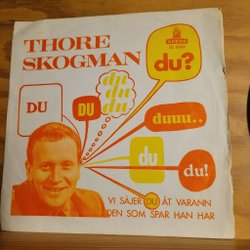 THORE
SKOGMAN
ODEON
du?
du
du
du
DU
DU
duuu..
du
du!
VI SÄJER DU ÅT VARANN
DEN SOM SPAR HAN HAR